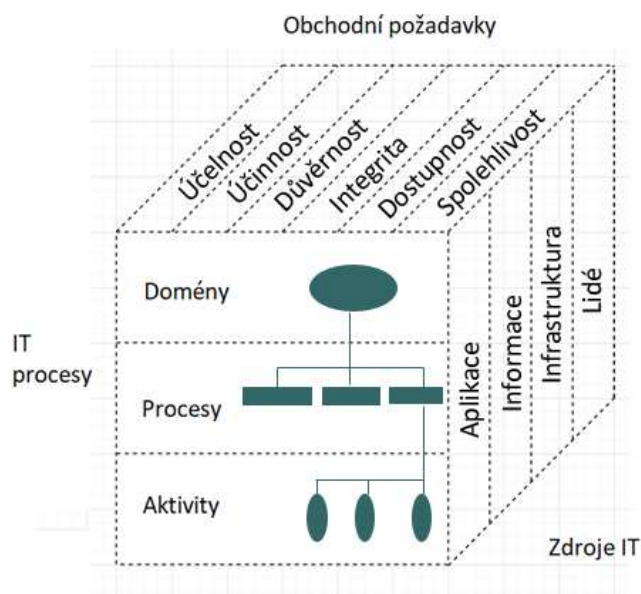 Obchodní požadavky
Účelnost
Účinnost
Důvěrnost
Integrita
Dostupnost
Spolehlivost
Domény
IT
procesy
Procesy
Aktivity
Aplikace
Informace
Infrastruktura
Lidé
Zdroje IT